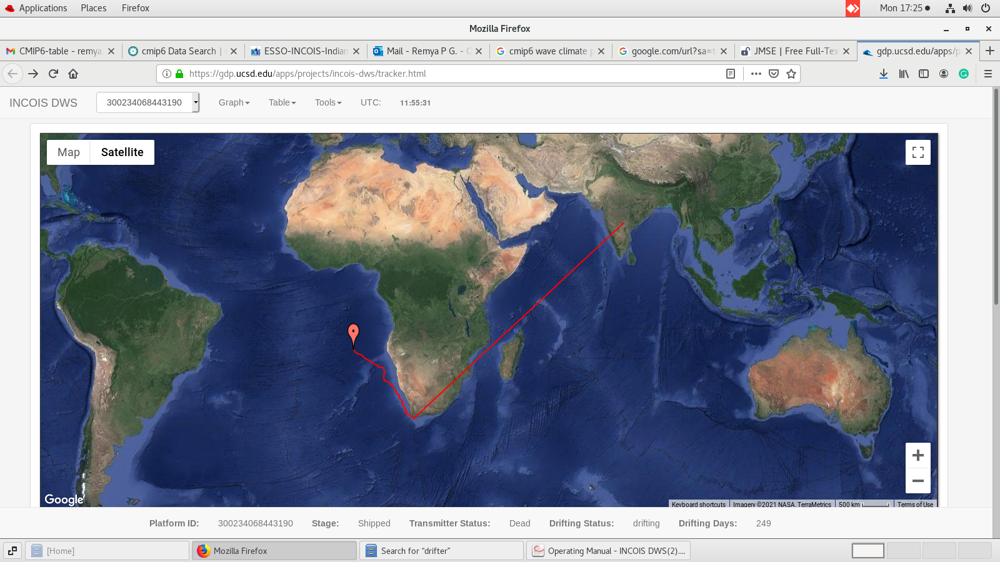 Applications Places Firefox Mon 17:25
Mozilla Firefox
CMIP6-table - remya cmip6 Data Search | ESSO-INCOIS-Indian Mail - Remya P G. - O cmip6 wave climate p google.com/url?sa=t JMSE | Free Full-Tex gdp.ucsd.edu/apps/p
https://gdp.ucsd.edu/apps/projects/incois-dws/tracker.html
INCOIS DWS 300234068443190 Graph Table Tools UTC: 11:55:31
Map Satellite
Google Keyboard shortcuts Imagery ©2021 NASA, TerraMetrics 500 km Terms of Use
Platform ID: 300234068443190 Stage: Shipped Transmitter Status: Dead Drifting Status: drifting Drifting Days: 249
[Home] Mozilla Firefox Search for “drifter” Operating Manual - INCOIS DWS(2)....